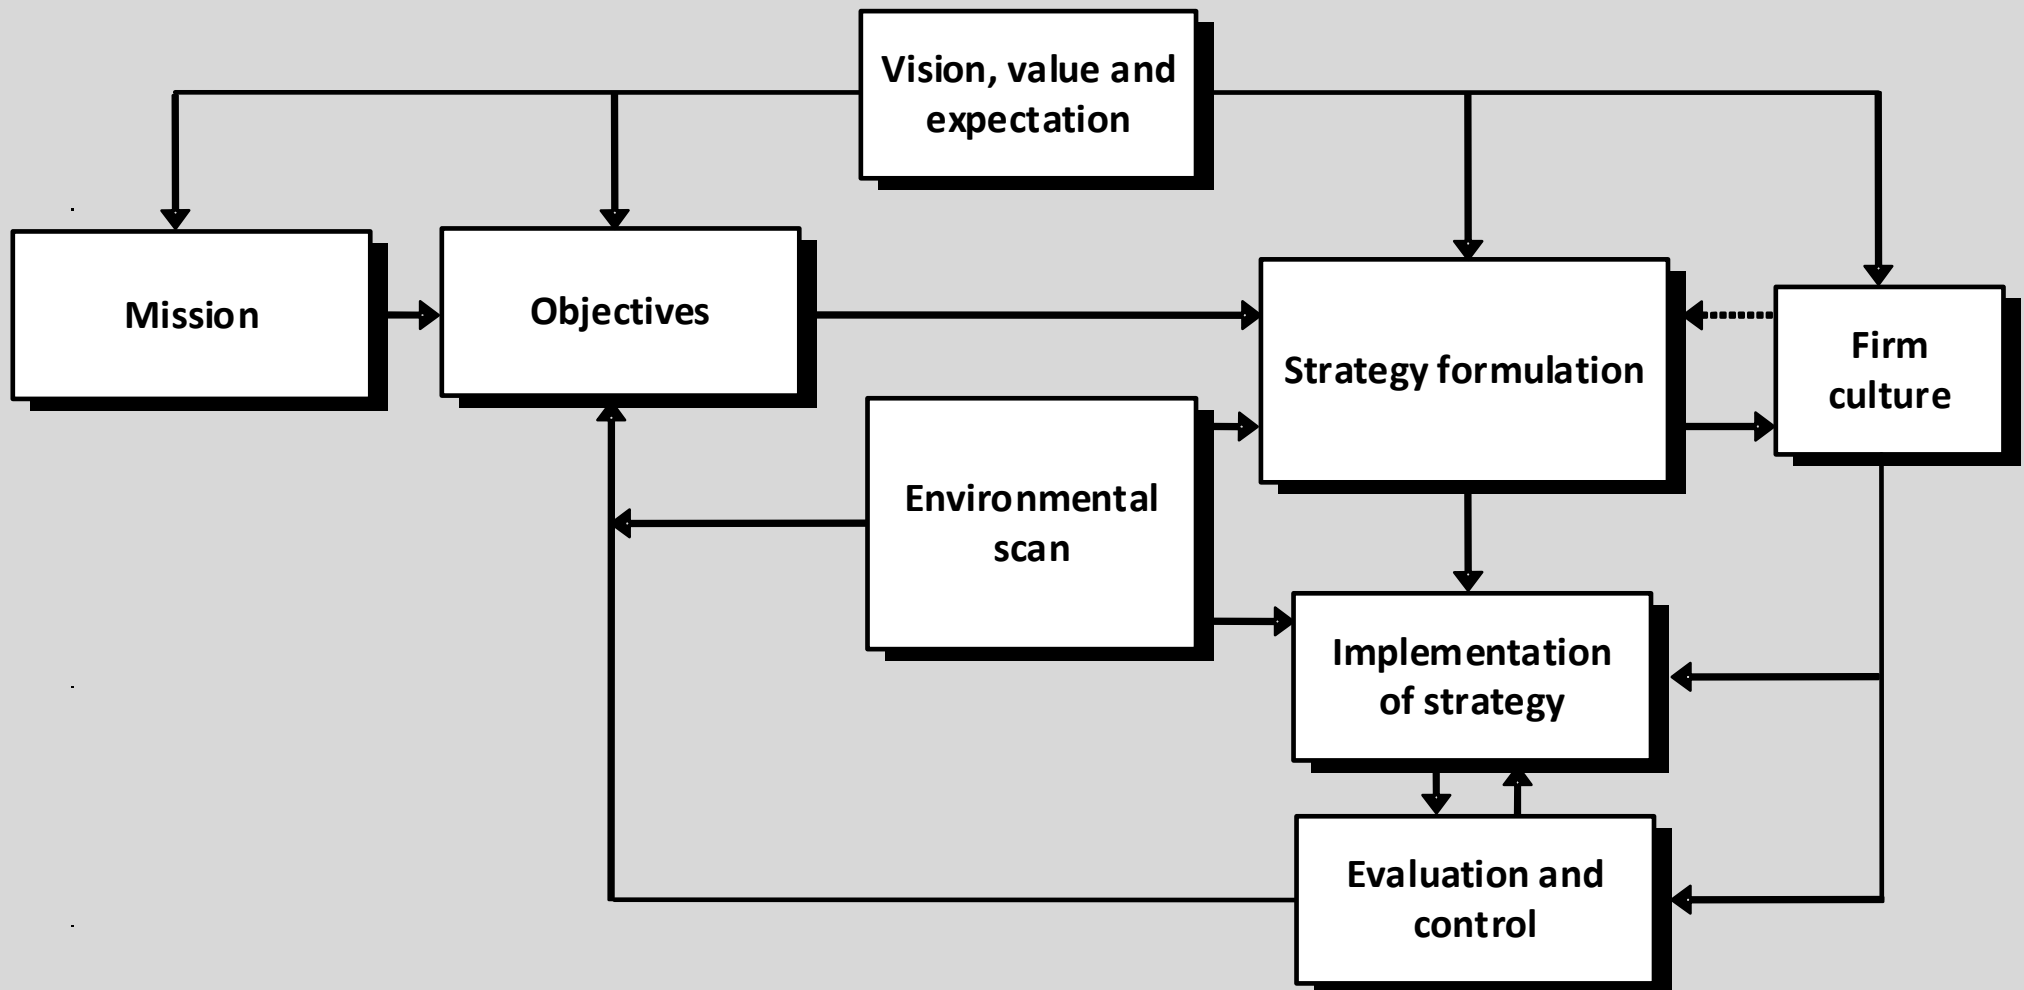 Vision, value and
expectation
Mission
Objectives
Strategy formulation
Firm
culture
Environmental
scan
Implementation
of strategy
Evaluation and
control